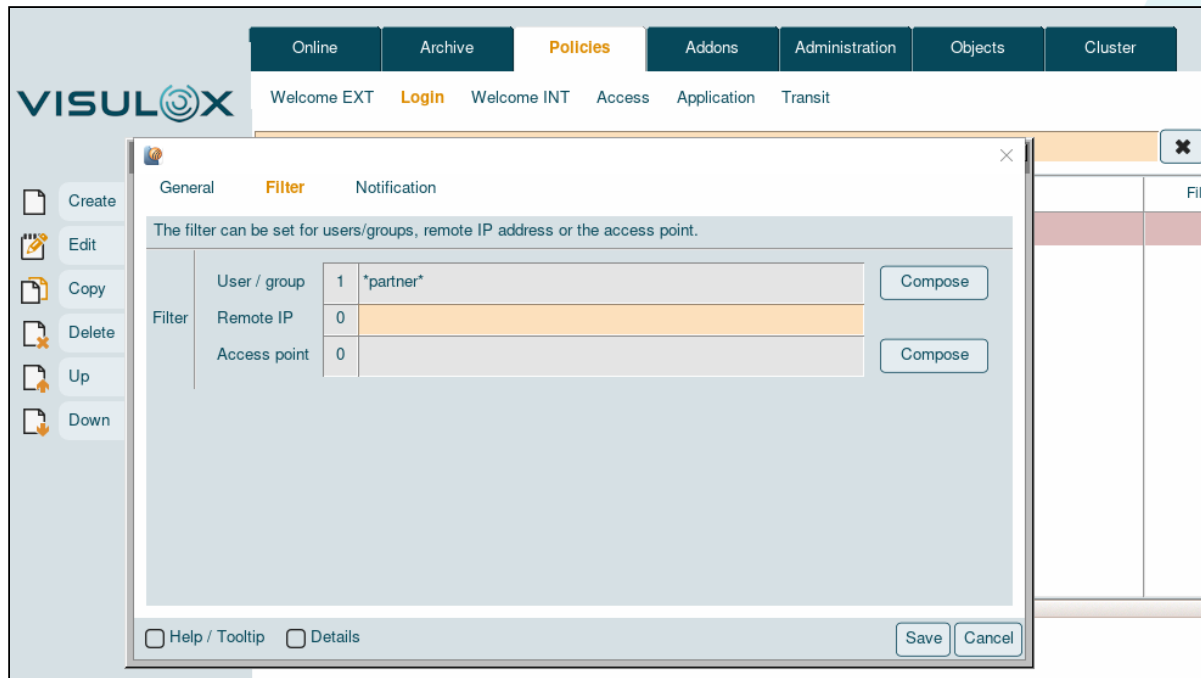 Online Archive Policies Addons Administration Objects Cluster
VISULOX
Welcome EXT Login Welcome INT Access Application Transit
General Filter Notification
Create
Edit
Copy
Delete
Up
Down
The filter can be set for users/groups, remote IP address or the access point.
Filter
User / group 1 *partner* Compose
Remote IP 0
Access point 0 Compose
Help / Tooltip Details Save Cancel